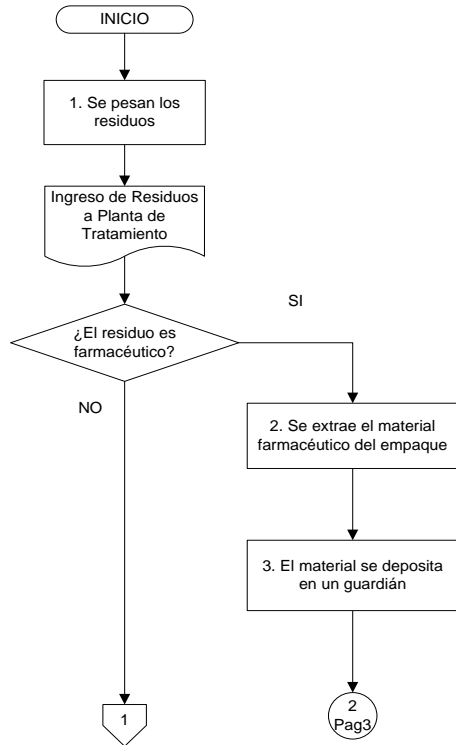 INICIO
1. Se pesan los
residuos
Ingreso de Residuos
a Planta de
Tratamiento
¿El residuo es
farmacéutico?
SI
NO
2. Se extrae el material
farmacéutico del empaque
3. El material se deposita
en un guardián
1
2
Pag3